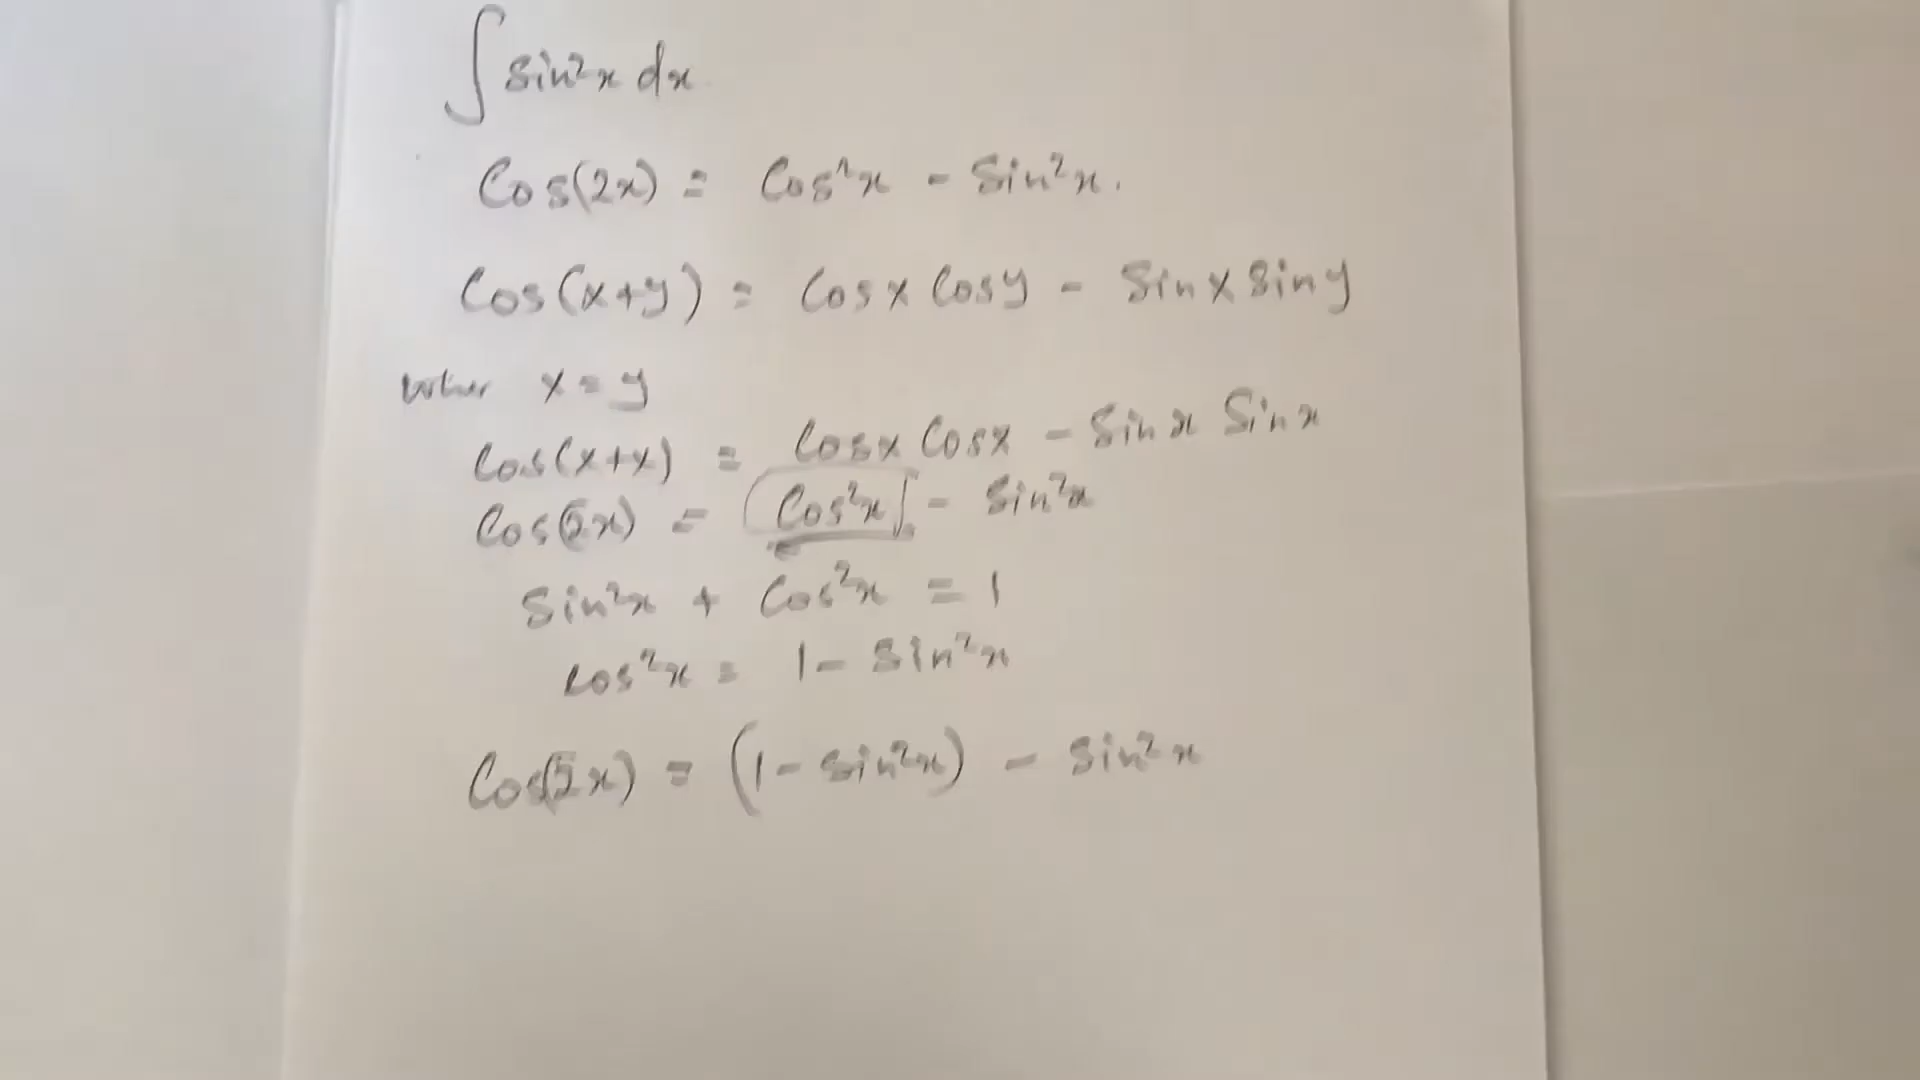 ∫ sin²x dx
Cos(2x) = Cos²x - Sin²x.
Cos(x+y) = Cosx Cosy - Sinx Siny
when x = y
Cos(x+x) = Cosx Cosx - Sinx Sinx
Cos(2x) = Cos²x - Sin²x
Sin²x + Cos²x = 1
Cos²x = 1 - Sin²x
Cos(2x) = (1 - Sin²x) - Sin²x